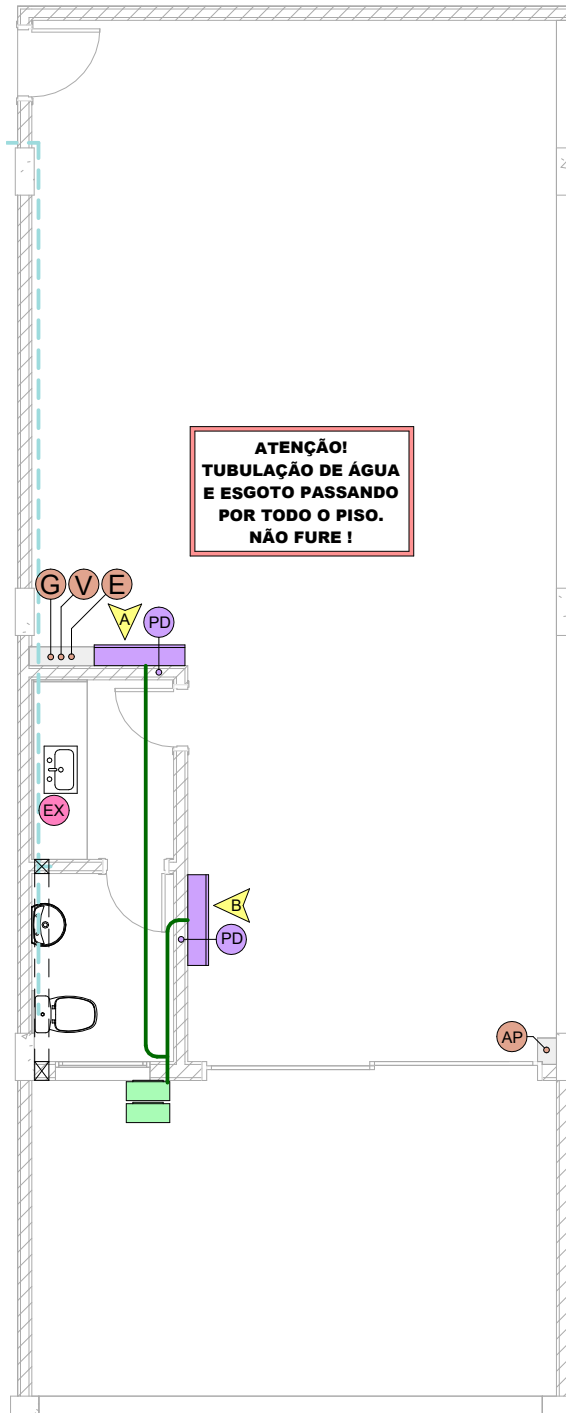 ATENÇÃO!
TUBULAÇÃO DE ÁGUA
E ESGOTO PASSANDO
POR TODO O PISO.
NÃO FURE !
G V E
A
PD
EX
B
PD
AP